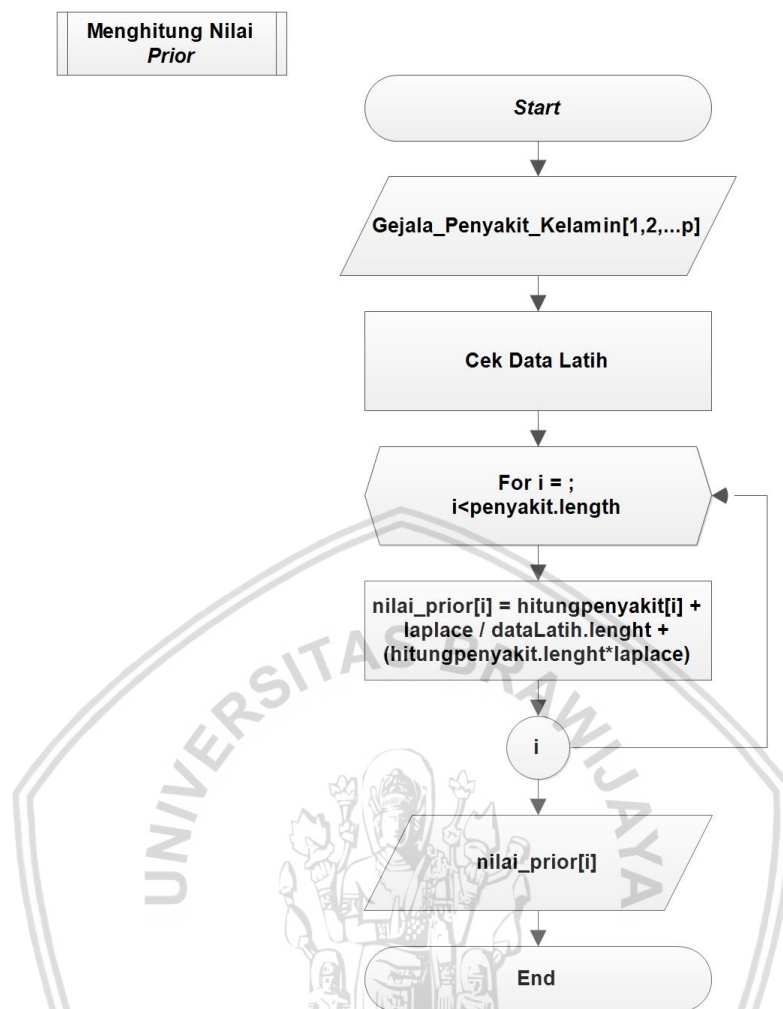 Menghitung Nilai
Prior
Start
Gejala_Penyakit_Kelamin[1,2,...p]
Cek Data Latih
For i = ;
i<penyakit.length
nilai_prior[i] = hitungpenyakit[i] +
laplace / dataLatih.lenght +
(hitungpenyakit.lenght*laplace)
i
nilai_prior[i]
End
UNIVERSITAS BRAWIJAYA